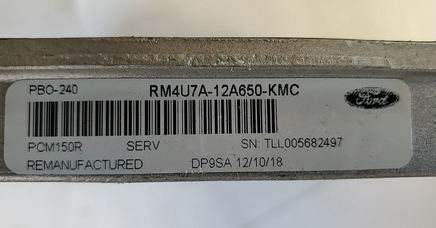 PBO-240 RM4U7A-12A650-KMC
Ford
PCM150R SERV SN: TLL005682497
REMANUFACTURED DP9SA 12/10/18